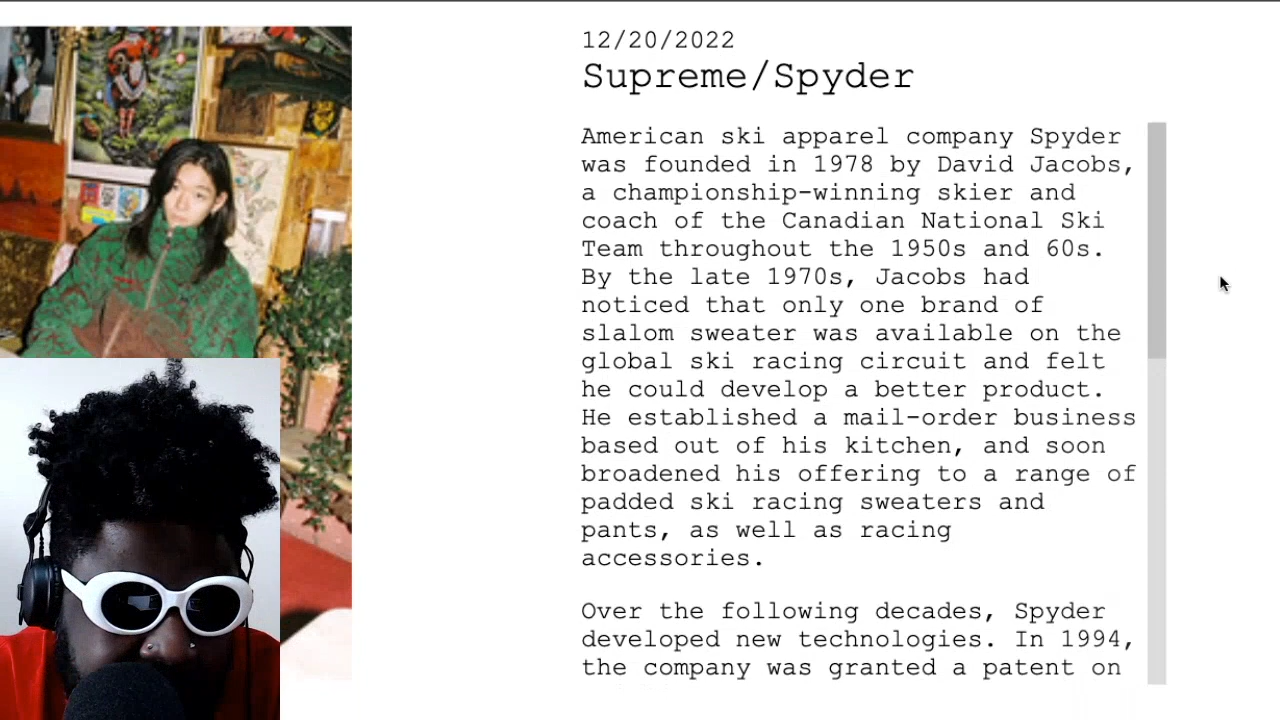 12/20/2022
Supreme/Spyder
American ski apparel company Spyder
was founded in 1978 by David Jacobs,
a championship-winning skier and
coach of the Canadian National Ski
Team throughout the 1950s and 60s.
By the late 1970s, Jacobs had
noticed that only one brand of
slalom sweater was available on the
global ski racing circuit and felt
he could develop a better product.
He established a mail-order business
based out of his kitchen, and soon
broadened his offering to a range of
padded ski racing sweaters and
pants, as well as racing
accessories.
Over the following decades, Spyder
developed new technologies. In 1994,
the company was granted a patent on